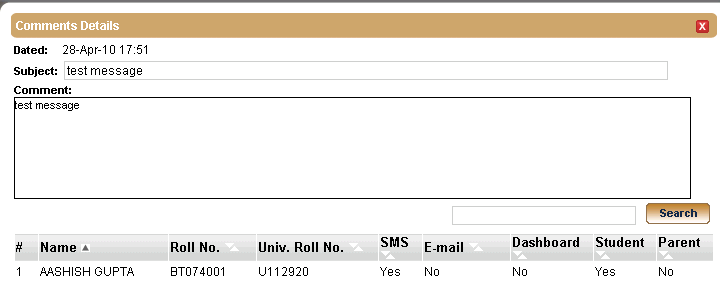 Comments Details X
Dated: 28-Apr-10 17:51
Subject: test message
Comment:
test message
Search
# Name Roll No. Univ. Roll No. SMS E-mail Dashboard Student Parent
1 AASHISH GUPTA BT074001 U112920 Yes No No Yes No